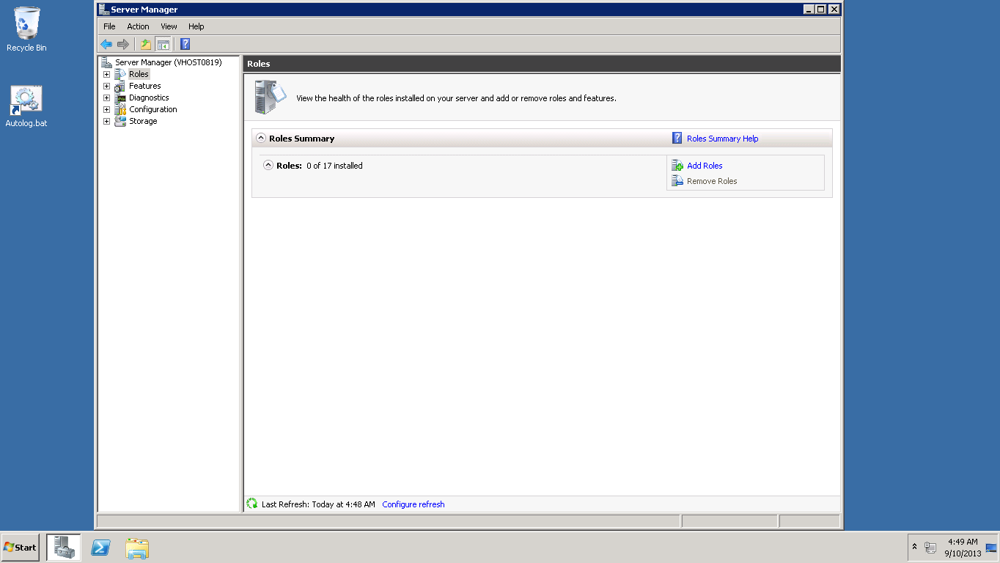 Recycle Bin
Autolog.bat
Server Manager
File Action View Help
Server Manager (VHOST0819)
Roles
Features
Diagnostics
Configuration
Storage
Roles
View the health of the roles installed on your server and add or remove roles and features.
Roles Summary
Roles Summary Help
Roles: 0 of 17 installed
Add Roles
Remove Roles
Last Refresh: Today at 4:48 AM Configure refresh
Start
4:49 AM
9/10/2013